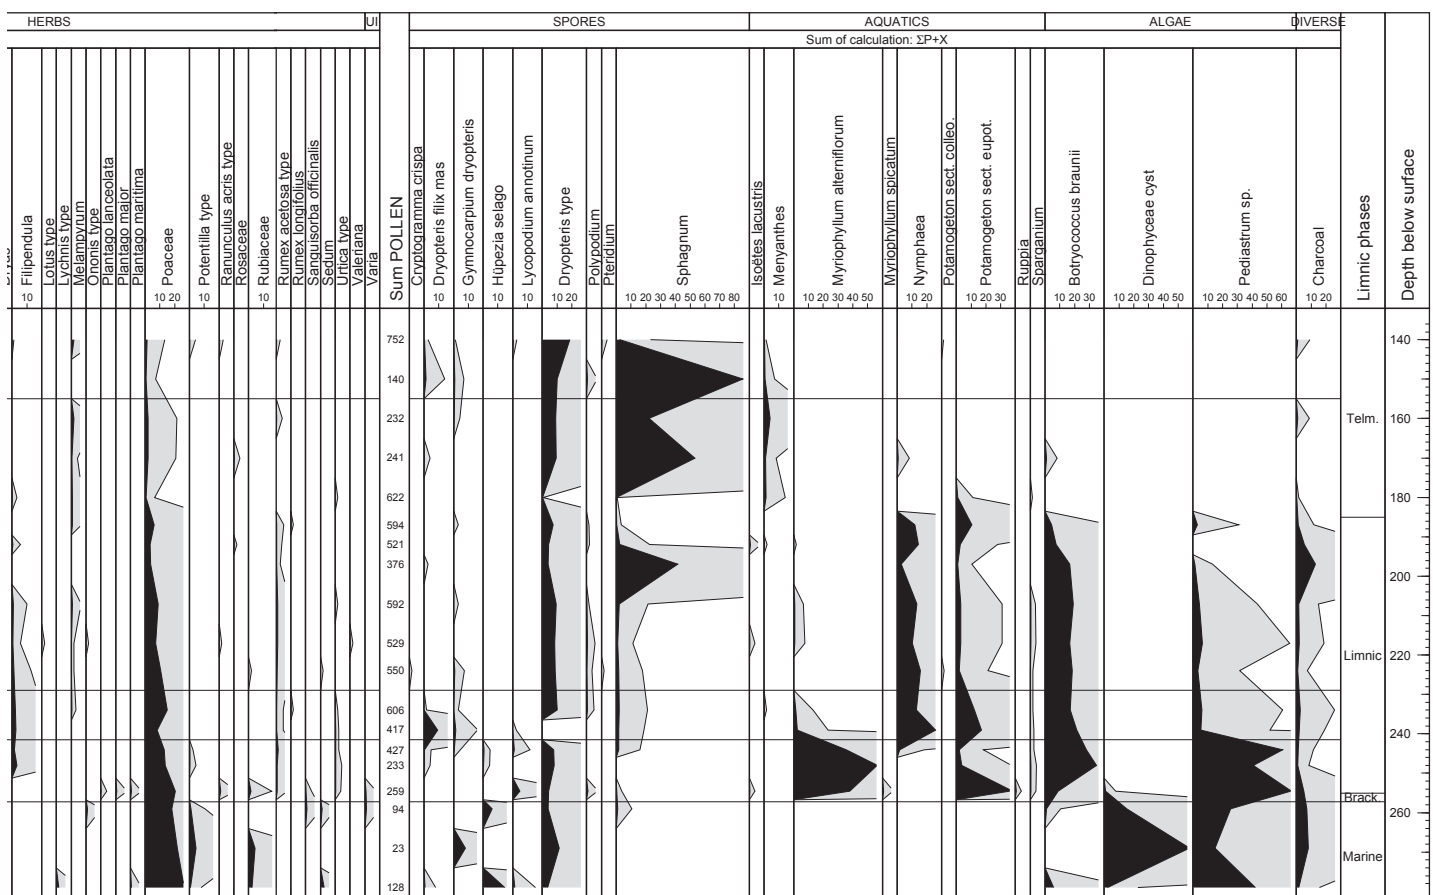 HERBS UI SPORES AQUATICS ALGAE DIVERSE
Sum of calculation: ΣP+X
Filipendula
Lotus type
Lychnis type
Melampyrum
Ononis type
Plantago lanceolata
Plantago major
Plantago maritima
Poaceae
Potentilla type
Ranunculus acris type
Rosaceae
Rubiaceae
Rumex acetosa type
Rumex longifolius
Sanguisorba officinalis
Sedum
Urtica type
Valeriana
Varia
Sum POLLEN
Cryptogramma crispa
Dryopteris filix mas
Gymnocarpium dryopteris
Hüpezia selago
Lycopodium annotinum
Dryopteris type
Polypodium
Pteridium
Sphagnum
Isoëtes lacustris
Menyanthes
Myriophyllum alterniflorum
Myriophyllum spicatum
Nymphaea
Potamogeton sect. colleo.
Potamogeton sect. eupot.
Ruppia
Sparganium
Botryococcus braunii
Dinophyceae cyst
Pediastrum sp.
Charcoal
Limnic phases
Depth below surface
10 10 20 10 10 10 10 10 10 20 10 20 30 40 50 60 70 80 10 10 20 30 40 50 10 20 10 20 30 10 20 30 10 20 30 40 50 10 20 30 40 50 60 10 20
752 140
140
232 Telm. 160
241
622 180
594
521
376 200
592
529 Limnic
550 220
606
417 240
427
233
259
94 Brack. 260
23 Marine
128